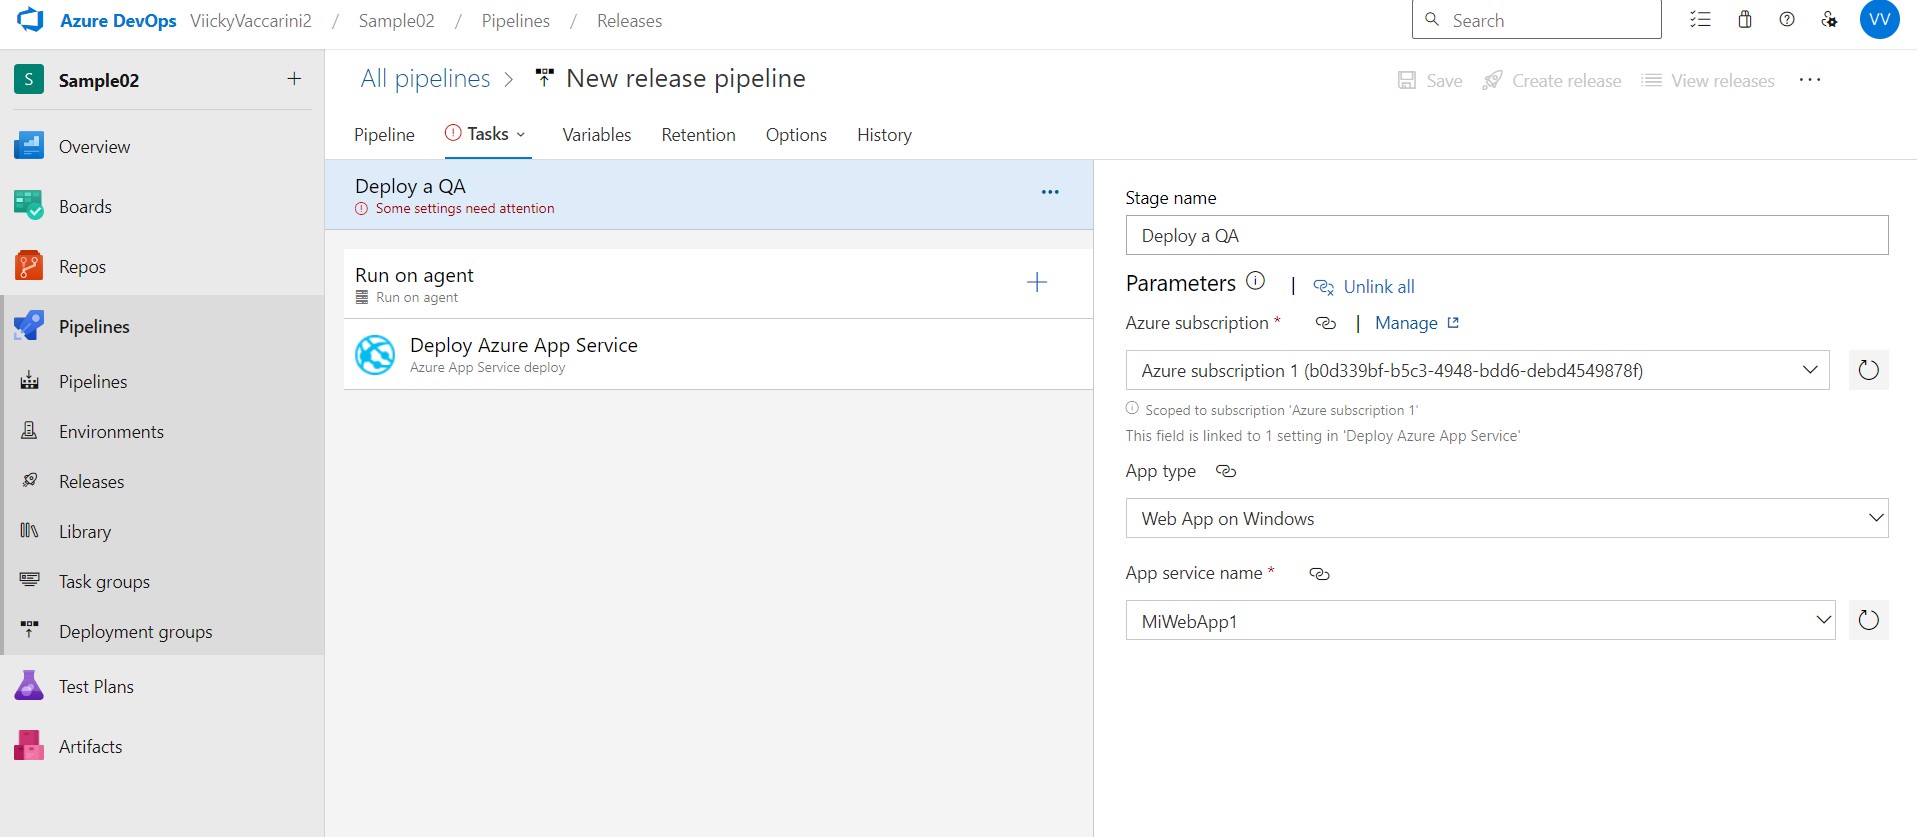 Azure DevOps ViickyVaccarini2 / Sample02 / Pipelines / Releases
Search
VV
S Sample02 +
Overview
Boards
Repos
Pipelines
Pipelines
Environments
Releases
Library
Task groups
Deployment groups
Test Plans
Artifacts
All pipelines > New release pipeline
Save Create release View releases ...
Pipeline Tasks Variables Retention Options History
Deploy a QA
Some settings need attention
Run on agent
Run on agent
Deploy Azure App Service
Azure App Service deploy
Stage name
Deploy a QA
Parameters | Unlink all
Azure subscription * | Manage
Azure subscription 1 (b0d339bf-b5c3-4948-bdd6-debd4549878f)
Scoped to subscription 'Azure subscription 1'
This field is linked to 1 setting in 'Deploy Azure App Service'
App type
Web App on Windows
App service name *
MiWebApp1